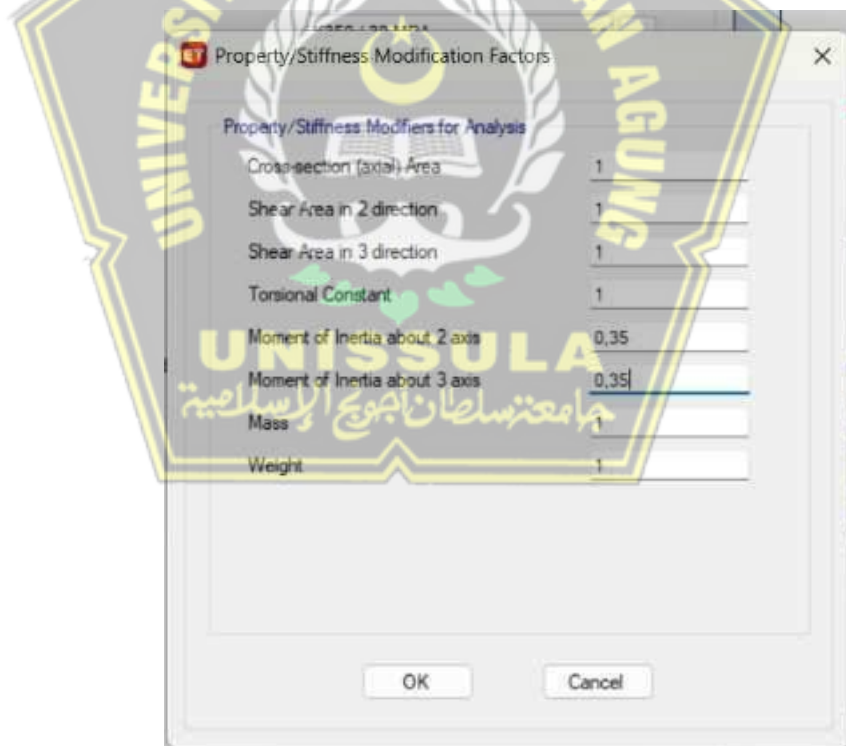 ET Property/Stiffness Modification Factors
Property/Stiffness Modifiers for Analysis
Cross-section (axial) Area 1
Shear Area in 2 direction 1
Shear Area in 3 direction 1
Torsional Constant 1
Moment of Inertia about 2 axis 0,35
Moment of Inertia about 3 axis 0,35
Mass 1
Weight 1
OK Cancel
UNISSULA
جامعة سلطان أجونج الإسلامية
AGUNG